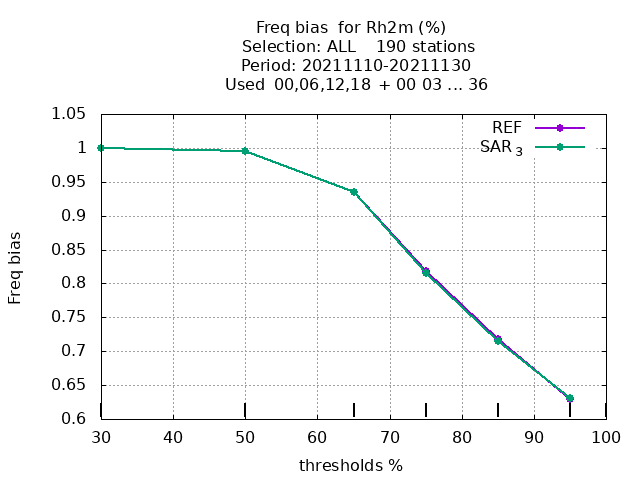 Freq bias  for Rh2m (%)
Selection: ALL    190 stations
Period: 20211110-20211130
Used  00,06,12,18  + 00 03 ... 36
REF
SAR 3
1.05
1
0.95
0.9
0.85
0.8
0.75
0.7
0.65
0.6
Freq bias
30 40 50 60 70 80 90 100
thresholds %